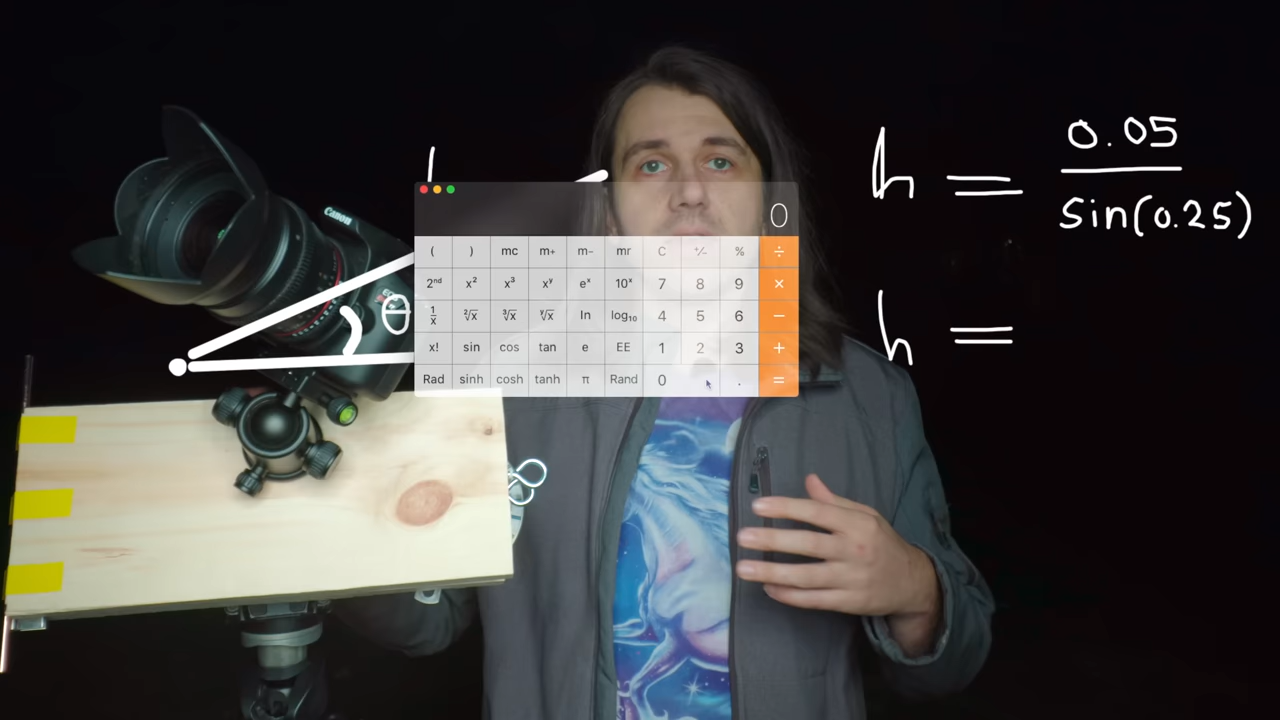 h = 0.05
sin(0.25)
h =
θ
Canon
0
( ) mc m+ m- mr C +/- % ÷
2nd x² x³ xʸ eˣ 10ˣ 7 8 9 ×
1/x ²√x ³√x ʸ√x ln log₁₀ 4 5 6 −
x! sin cos tan e EE 1 2 3 +
Rad sinh cosh tanh π Rand 0 . =